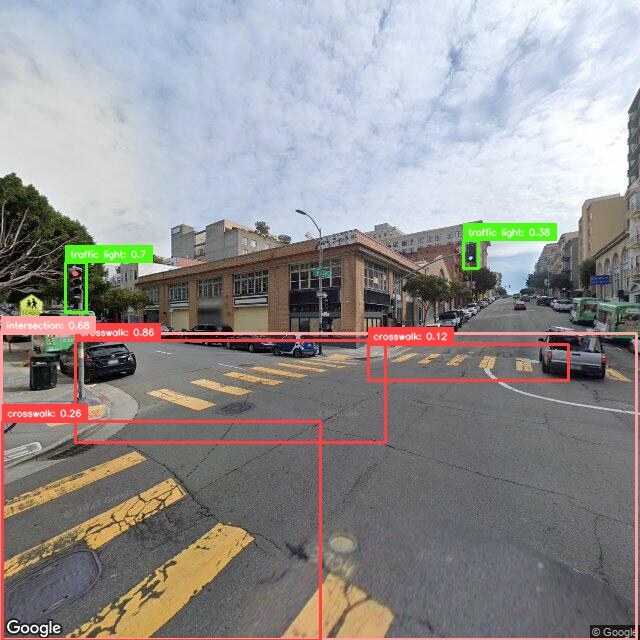 traffic light: 0.38
traffic light: 0.7
intersection: 0.68
crosswalk: 0.86
crosswalk: 0.12
crosswalk: 0.26
Google
© Google